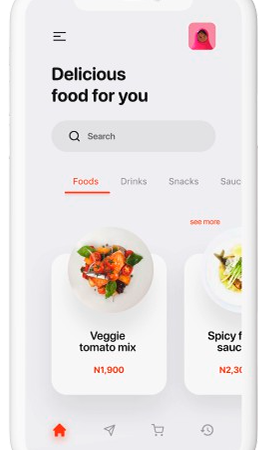 Delicious
food for you
Search
Foods Drinks Snacks Sauc
see more
Veggie
tomato mix
N1,900
Spicy f
sauc
N2,30